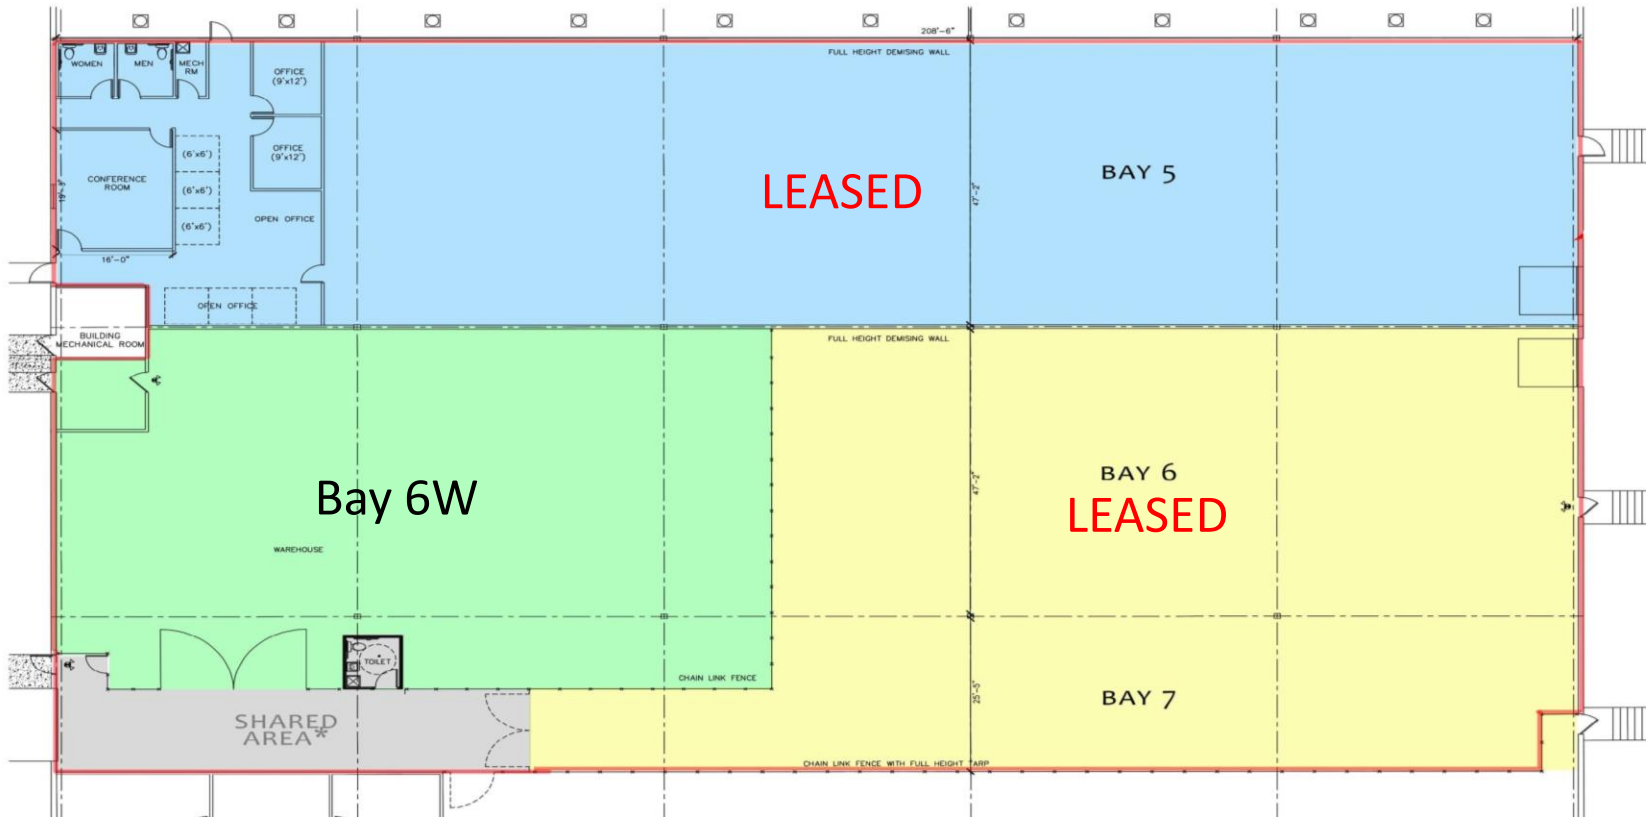 208'-6"
FULL HEIGHT DEMISING WALL
WOMEN
MEN
MECH
RM
OFFICE
(9'x12')
OFFICE
(9'x12')
(6'x6')
(6'x6')
(6'x6')
CONFERENCE
ROOM
19'-3"
16'-0"
OPEN OFFICE
OPEN OFFICE
LEASED
47'-2"
BAY 5
BUILDING
MECHANICAL ROOM
FULL HEIGHT DEMISING WALL
Bay 6W
WAREHOUSE
47'-2"
BAY 6
LEASED
TOILET
CHAIN LINK FENCE
25'-5"
BAY 7
SHARED
AREA*
CHAIN LINK FENCE WITH FULL HEIGHT TARP